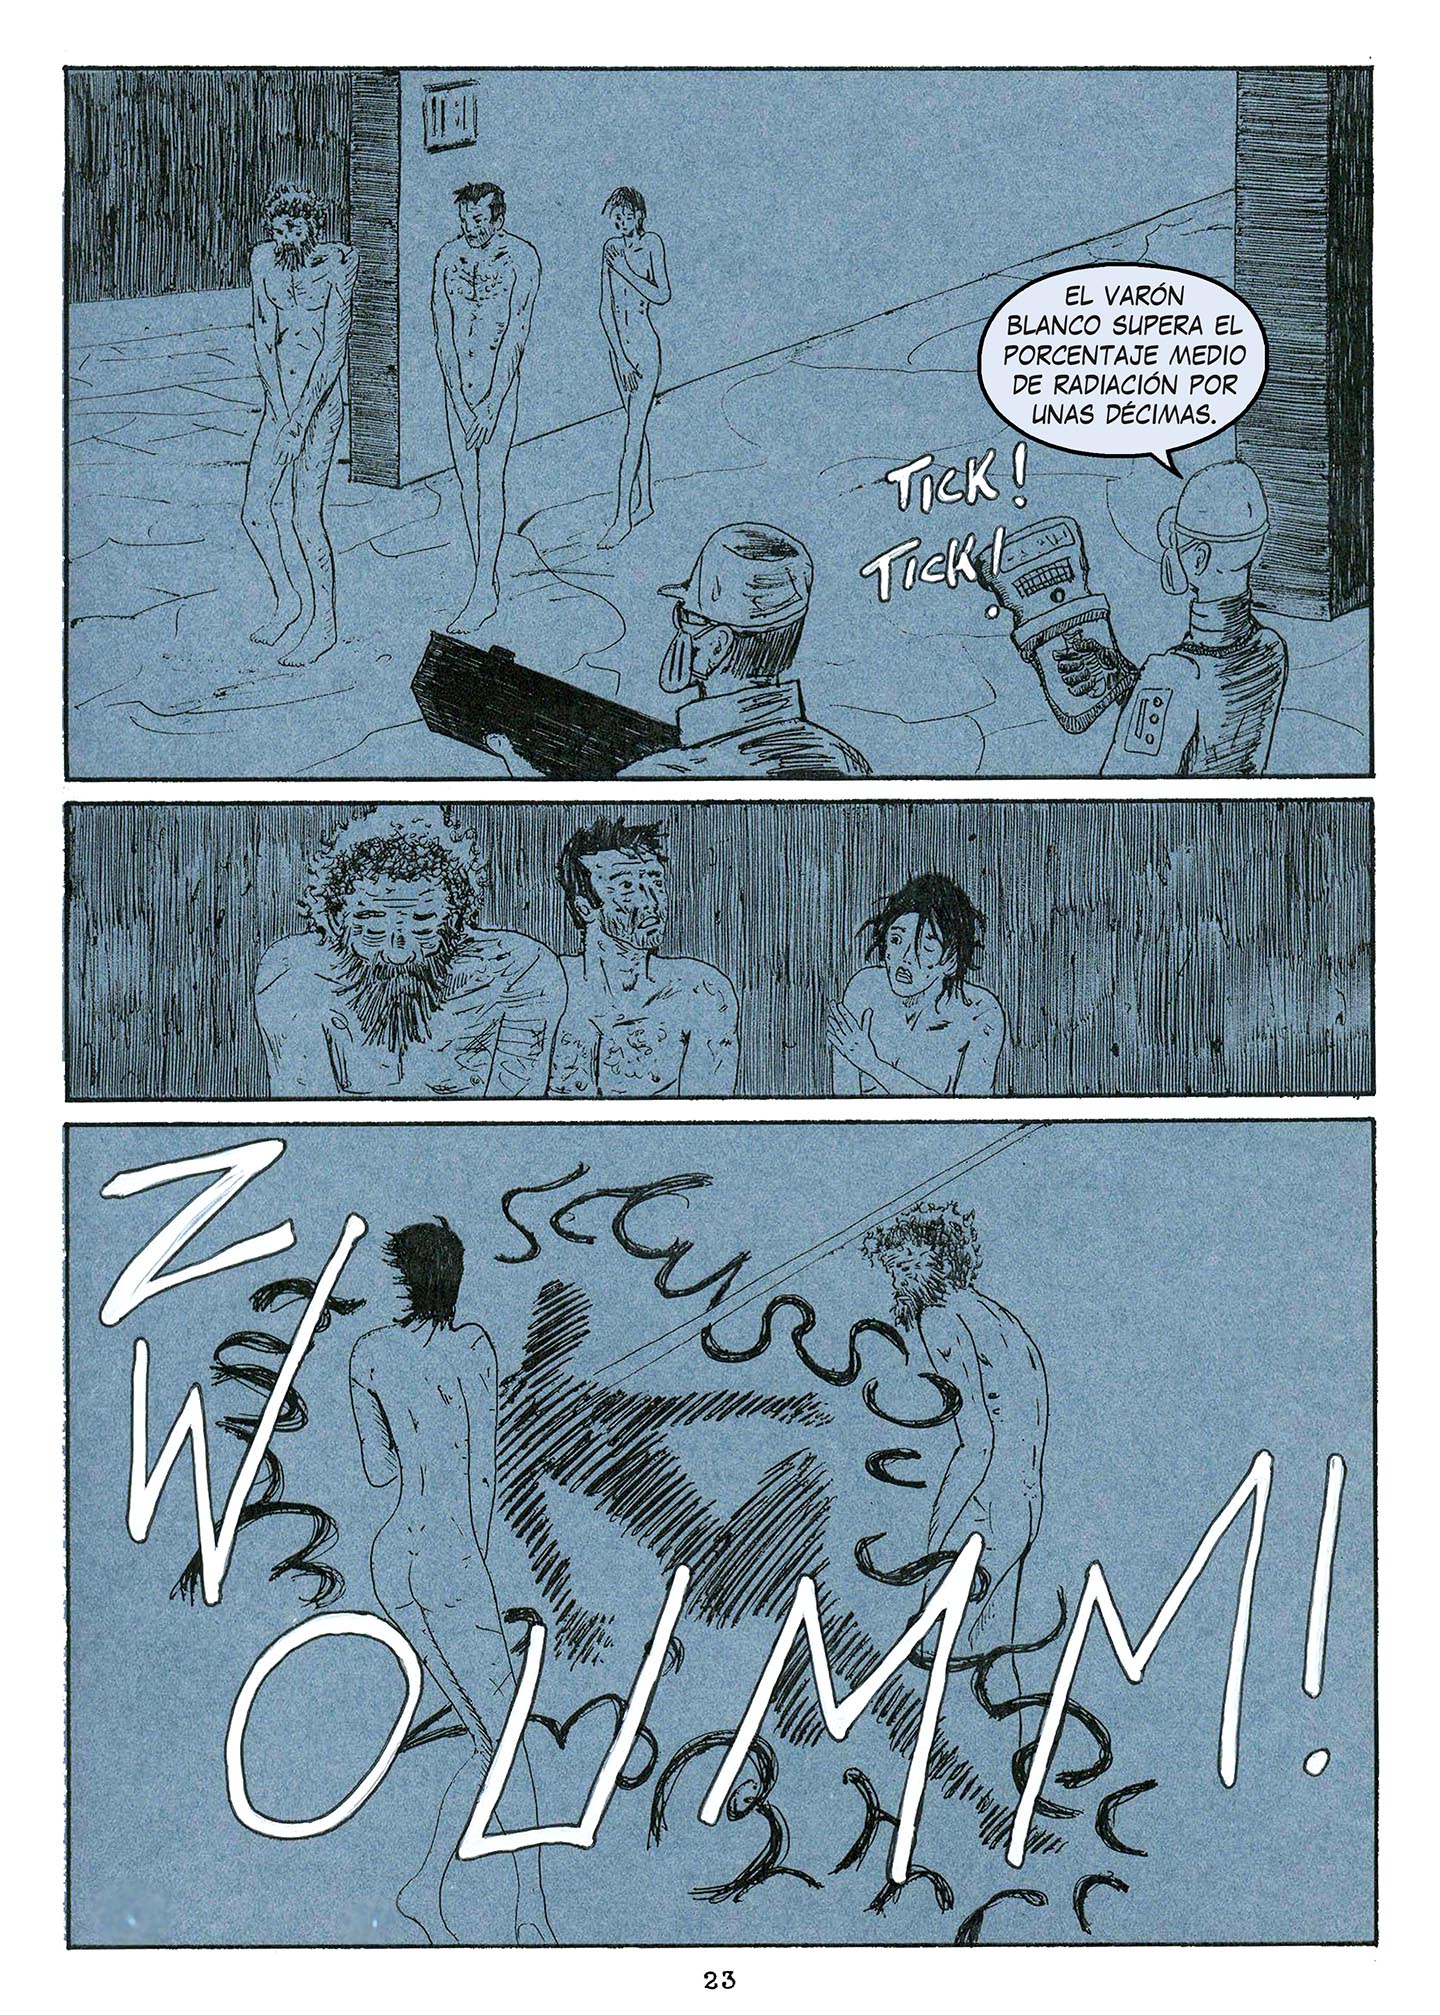 EL VARÓN
BLANCO SUPERA EL
PORCENTAJE MEDIO
DE RADIACIÓN POR
UNAS DÉCIMAS.
TICK!
TICK!
ZWOUMM!
23